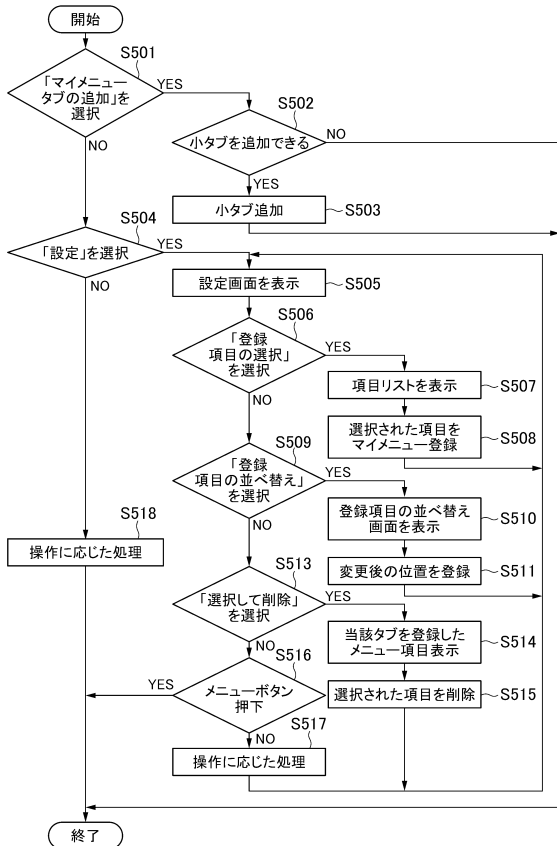 開始
S501
「マイメニュー
タブの追加」を
選択
YES
NO
S502
小タブを追加できる
NO
YES
小タブ追加
S503
S504
「設定」を選択
YES
NO
設定画面を表示
S505
S506
「登録
項目の選択」
を選択
YES
NO
項目リストを表示
S507
選択された項目を
マイメニュー登録
S508
S509
「登録
項目の並べ替え」
を選択
YES
NO
登録項目の並べ替え
画面を表示
S510
変更後の位置を登録
S511
S518
操作に応じた処理
S513
「選択して削除」
を選択
YES
NO
当該タブを登録した
メニュー項目表示
S514
選択された項目を削除
S515
S516
メニューボタン
押下
YES
NO
S517
操作に応じた処理
終了